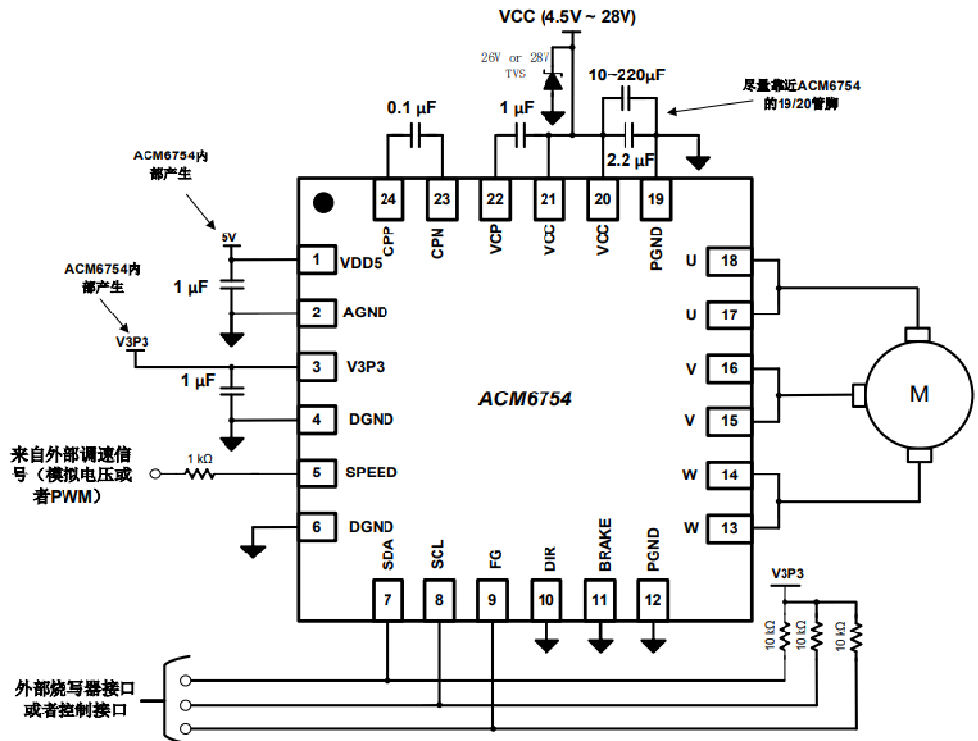 VCC (4.5V ~ 28V)
26V or 28V
TVS
10~220μF
尽量靠近ACM6754
的19/20管脚
0.1 μF
1 μF
2.2 μF
ACM6754内
部产生
24
23
22
21
20
19
CPP
CPN
VCP
VCC
VCC
PGND
5V
1
VDD5
U
18
ACM6754内
部产生
1 μF
2
AGND
U
17
V3P3
3
V3P3
V
16
1 μF
ACM6754
M
4
DGND
V
15
来自外部调速信
号（模拟电压或
者PWM）
1 kΩ
5
SPEED
W
14
6
DGND
W
13
SDA
SCL
FG
DIR
BRAKE
PGND
7
8
9
10
11
12
V3P3
10 kΩ
10 kΩ
10 kΩ
外部烧写器接口
或者控制接口